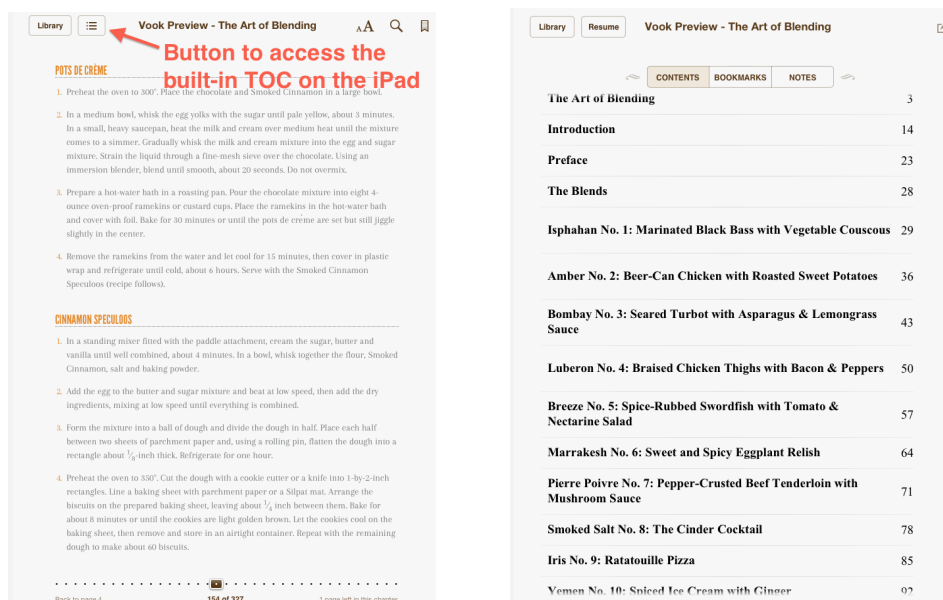 Library
Vook Preview - The Art of Blending
AA
Button to access the
built-in TOC on the iPad
POTS DE CRÈME
1. Preheat the oven to 300°. Place the chocolate and Smoked Cinnamon in a large bowl.
2. In a medium bowl, whisk the egg yolks with the sugar until pale yellow, about 3 minutes.
In a small, heavy saucepan, heat the milk and cream over medium heat until the mixture
comes to a simmer. Gradually whisk the milk and cream mixture into the egg and sugar
mixture. Strain the liquid through a fine-mesh sieve over the chocolate. Using an
immersion blender, blend until smooth, about 20 seconds. Do not overmix.
3. Prepare a hot-water bath in a roasting pan. Pour the chocolate mixture into eight 4-
ounce oven-proof ramekins or custard cups. Place the ramekins in the hot-water bath
and cover with foil. Bake for 30 minutes or until the pots de crème are set but still jiggle
slightly in the center.
4. Remove the ramekins from the water and let cool for 15 minutes, then cover in plastic
wrap and refrigerate until cold, about 6 hours. Serve with the Smoked Cinnamon
Speculoos (recipe follows).
CINNAMON SPECULOOS
1. In a standing mixer fitted with the paddle attachment, cream the sugar, butter and
vanilla until well combined, about 4 minutes. In a bowl, whisk together the flour, Smoked
Cinnamon, salt and baking powder.
2. Add the egg to the butter and sugar mixture and beat at low speed, then add the dry
ingredients, mixing at low speed until everything is combined.
3. Form the mixture into a ball of dough and divide the dough in half. Place each half
between two sheets of parchment paper and, using a rolling pin, flatten the dough into a
rectangle about 1/8-inch thick. Refrigerate for one hour.
4. Preheat the oven to 350°. Cut the dough with a cookie cutter or a knife into 1-by-2-inch
rectangles. Line a baking sheet with parchment paper or a Silpat mat. Arrange the
biscuits on the prepared baking sheet, leaving about 1/4 inch between them. Bake for
about 8 minutes or until the cookies are light golden brown. Let the cookies cool on the
baking sheet, then remove and store in an airtight container. Repeat with the remaining
dough to make about 60 biscuits.
Back to page 4
154 of 327
1 page left in this chapter
Library
Resume
Vook Preview - The Art of Blending
CONTENTS
BOOKMARKS
NOTES
The Art of Blending 3
Introduction 14
Preface 23
The Blends 28
Isphahan No. 1: Marinated Black Bass with Vegetable Couscous 29
Amber No. 2: Beer-Can Chicken with Roasted Sweet Potatoes 36
Bombay No. 3: Seared Turbot with Asparagus & Lemongrass
Sauce 43
Luberon No. 4: Braised Chicken Thighs with Bacon & Peppers 50
Breeze No. 5: Spice-Rubbed Swordfish with Tomato &
Nectarine Salad 57
Marrakesh No. 6: Sweet and Spicy Eggplant Relish 64
Pierre Poivre No. 7: Pepper-Crusted Beef Tenderloin with
Mushroom Sauce 71
Smoked Salt No. 8: The Cinder Cocktail 78
Iris No. 9: Ratatouille Pizza 85
Yemen No. 10: Spiced Ice Cream with Ginger 92